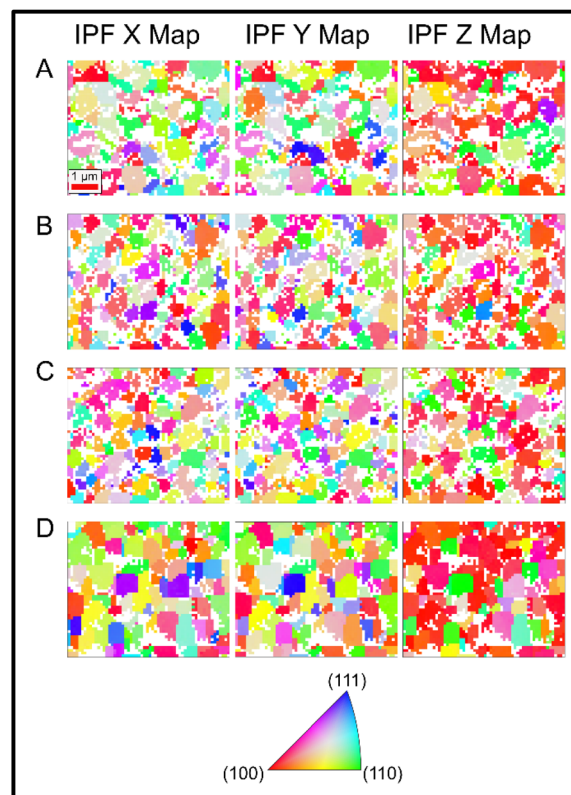 IPF X Map IPF Y Map IPF Z Map
A
1 µm
B
C
D
(111)
(100) (110)